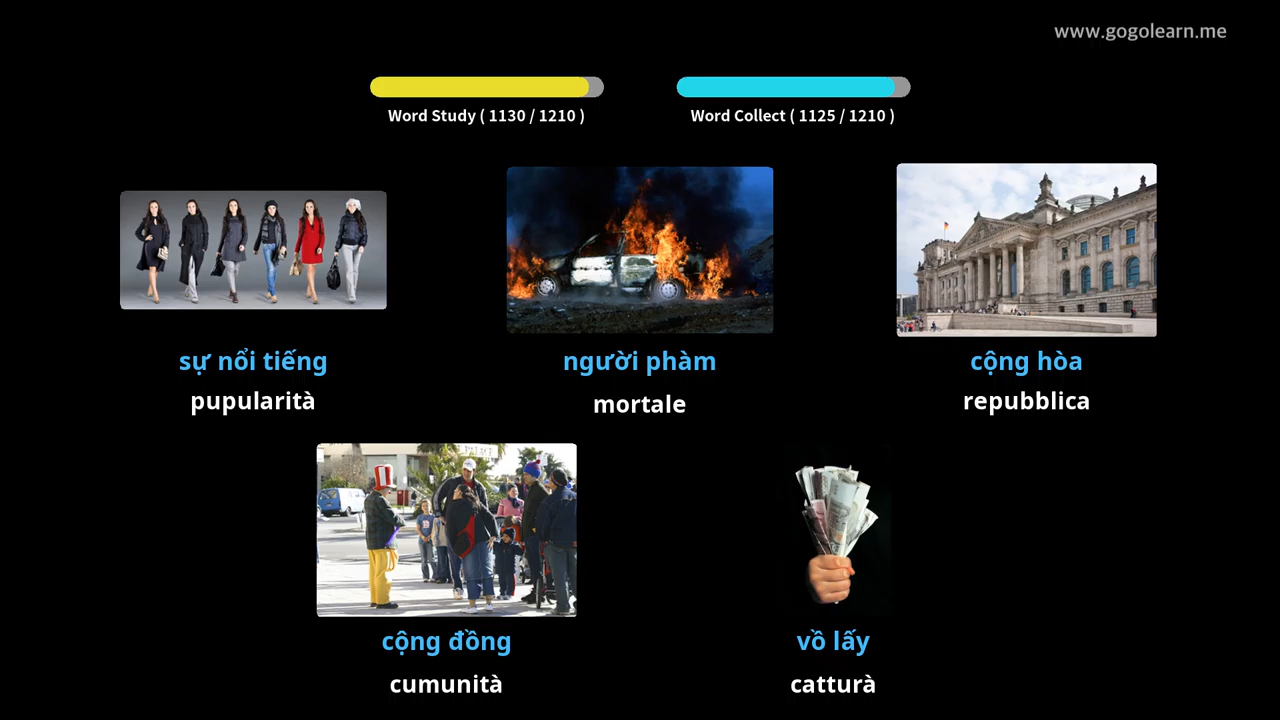 www.gogolearn.me
Word Study ( 1130 / 1210 )
Word Collect ( 1125 / 1210 )
sự nổi tiếng
pupularità
người phàm
mortale
cộng hòa
repubblica
cộng đồng
cumunità
vồ lấy
catturà